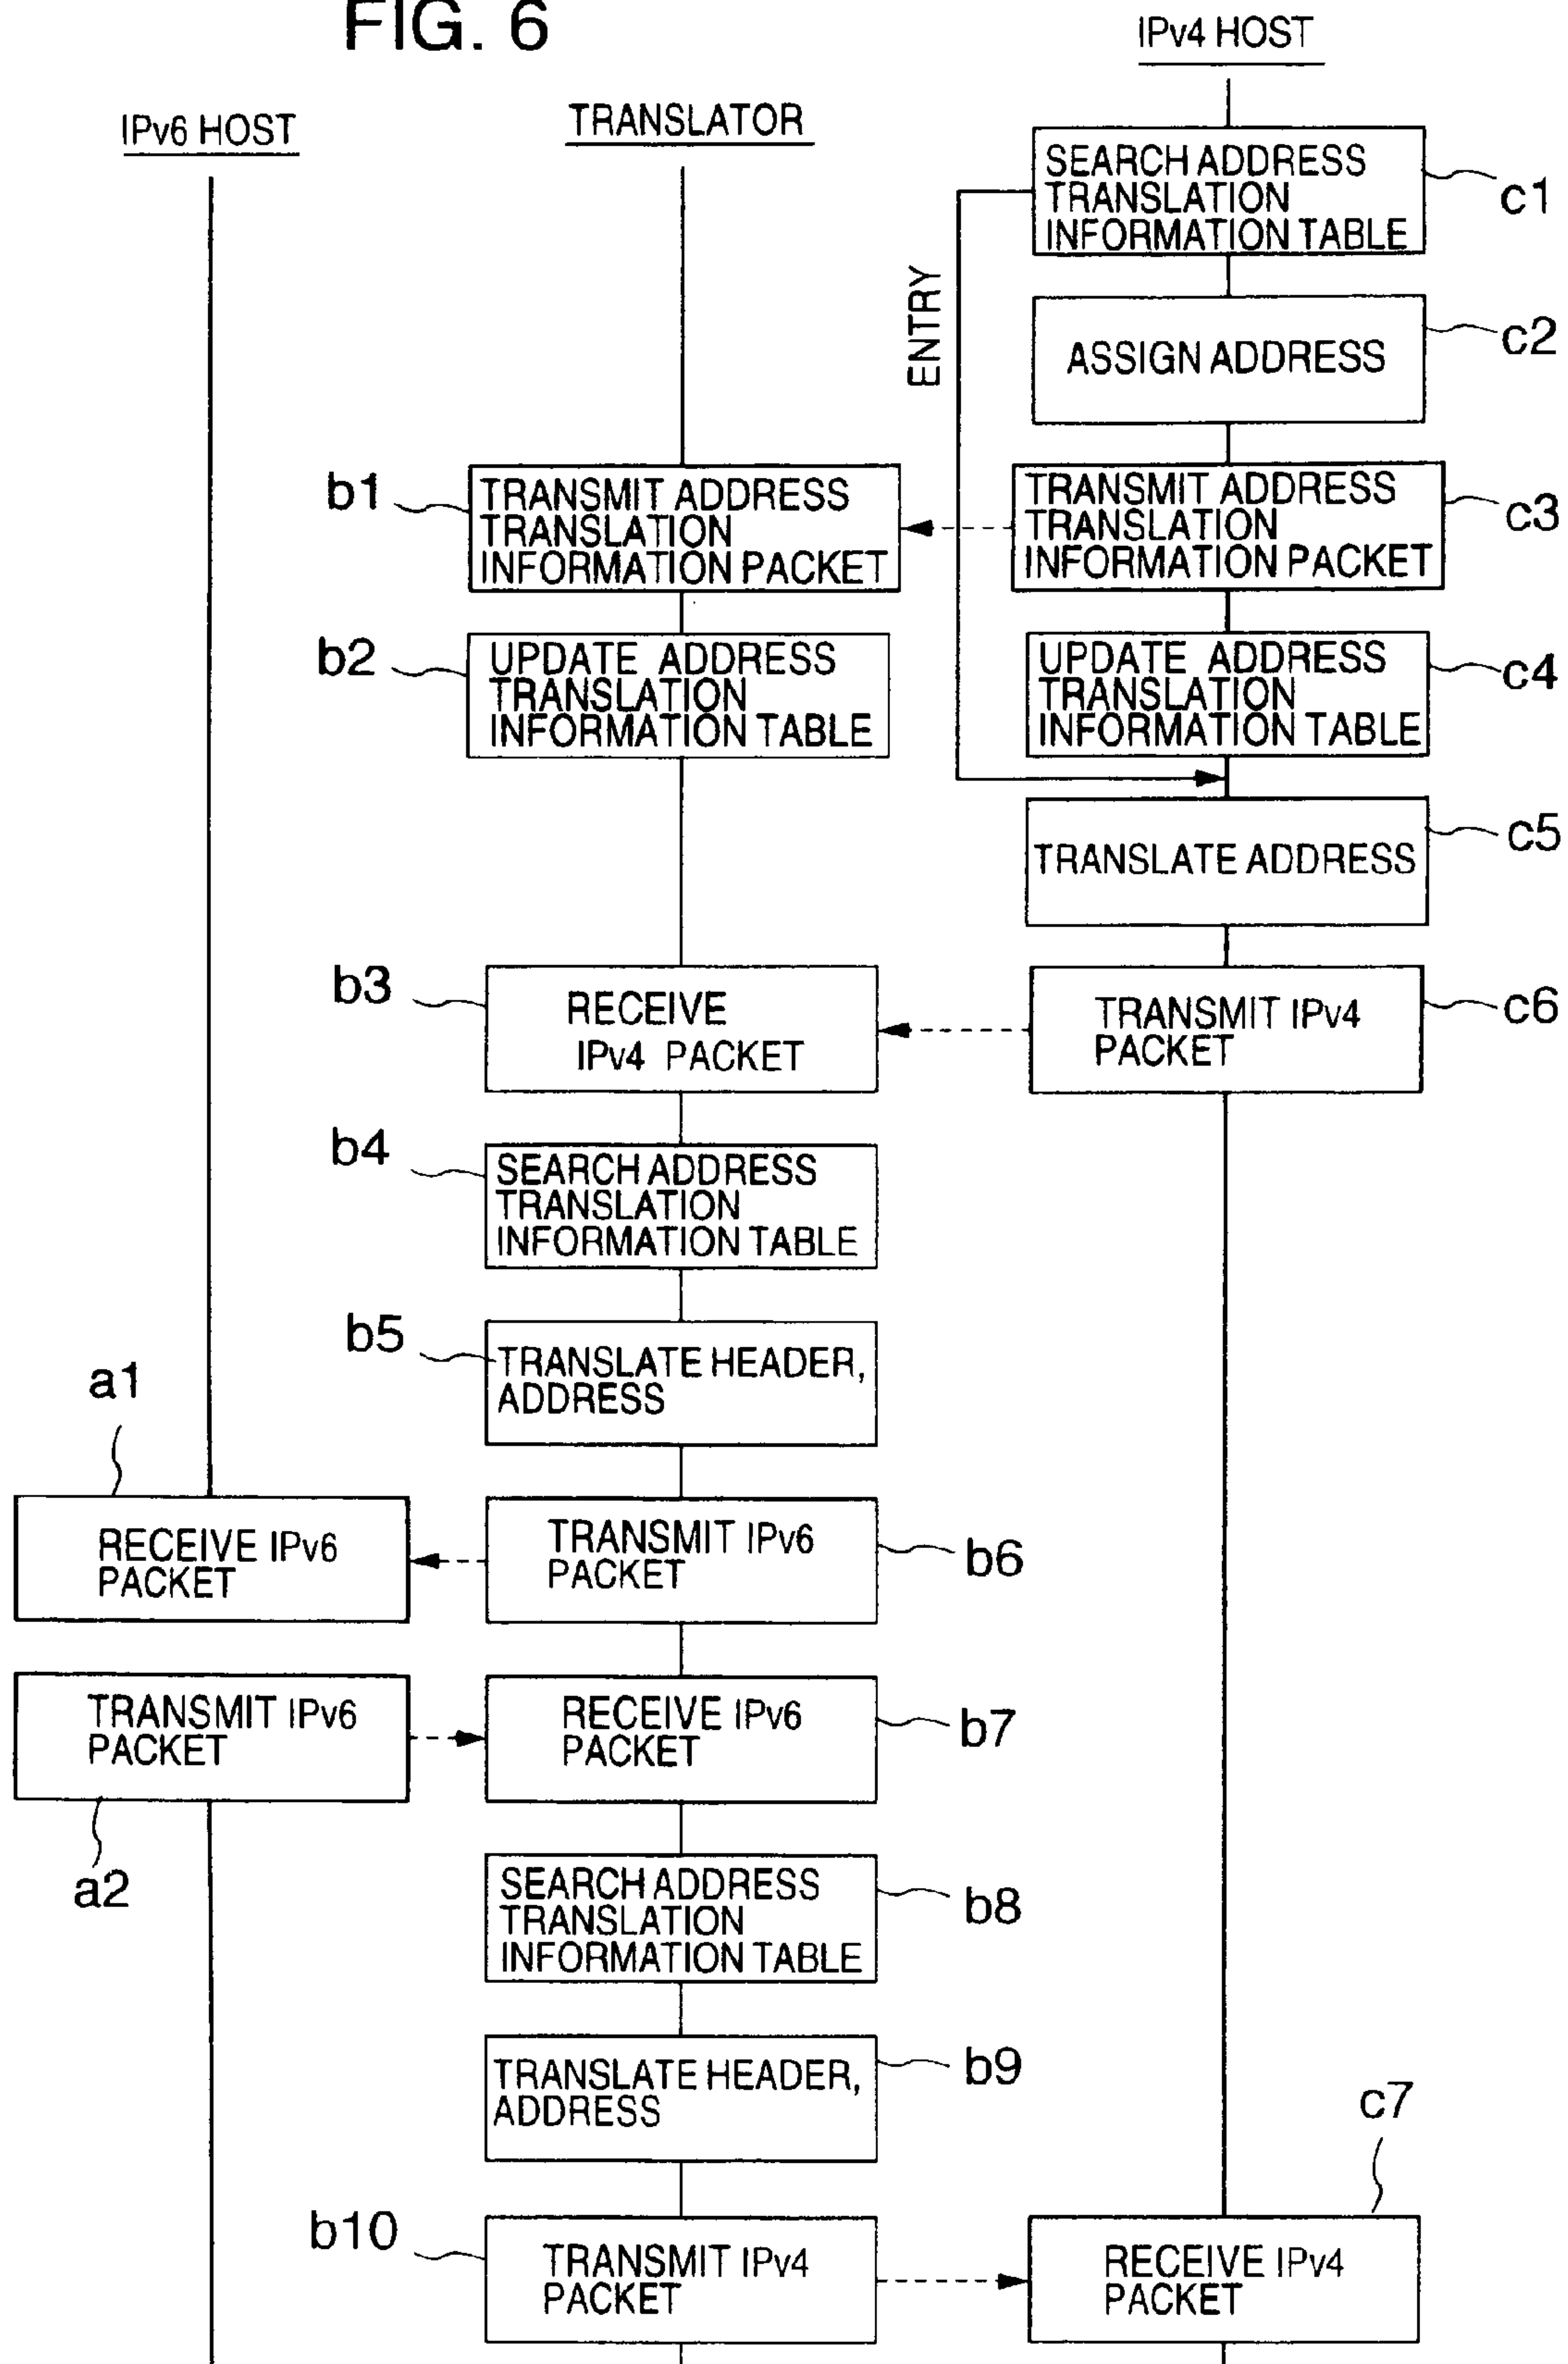 FIG. 6
IPv4 HOST
IPv6 HOST
TRANSLATOR
SEARCH ADDRESS
TRANSLATION
INFORMATION TABLE
c1
ENTRY
ASSIGN ADDRESS
c2
b1
TRANSMIT ADDRESS
TRANSLATION
INFORMATION PACKET
TRANSMIT ADDRESS
TRANSLATION
INFORMATION PACKET
c3
b2
UPDATE ADDRESS
TRANSLATION
INFORMATION TABLE
UPDATE ADDRESS
TRANSLATION
INFORMATION TABLE
c4
TRANSLATE ADDRESS
c5
b3
RECEIVE
IPv4 PACKET
TRANSMIT IPv4
PACKET
c6
b4
SEARCH ADDRESS
TRANSLATION
INFORMATION TABLE
b5
TRANSLATE HEADER,
ADDRESS
a1
RECEIVE IPv6
PACKET
TRANSMIT IPv6
PACKET
b6
TRANSMIT IPv6
PACKET
a2
RECEIVE IPv6
PACKET
b7
SEARCH ADDRESS
TRANSLATION
INFORMATION TABLE
b8
TRANSLATE HEADER,
ADDRESS
b9
c7
b10
TRANSMIT IPv4
PACKET
RECEIVE IPv4
PACKET